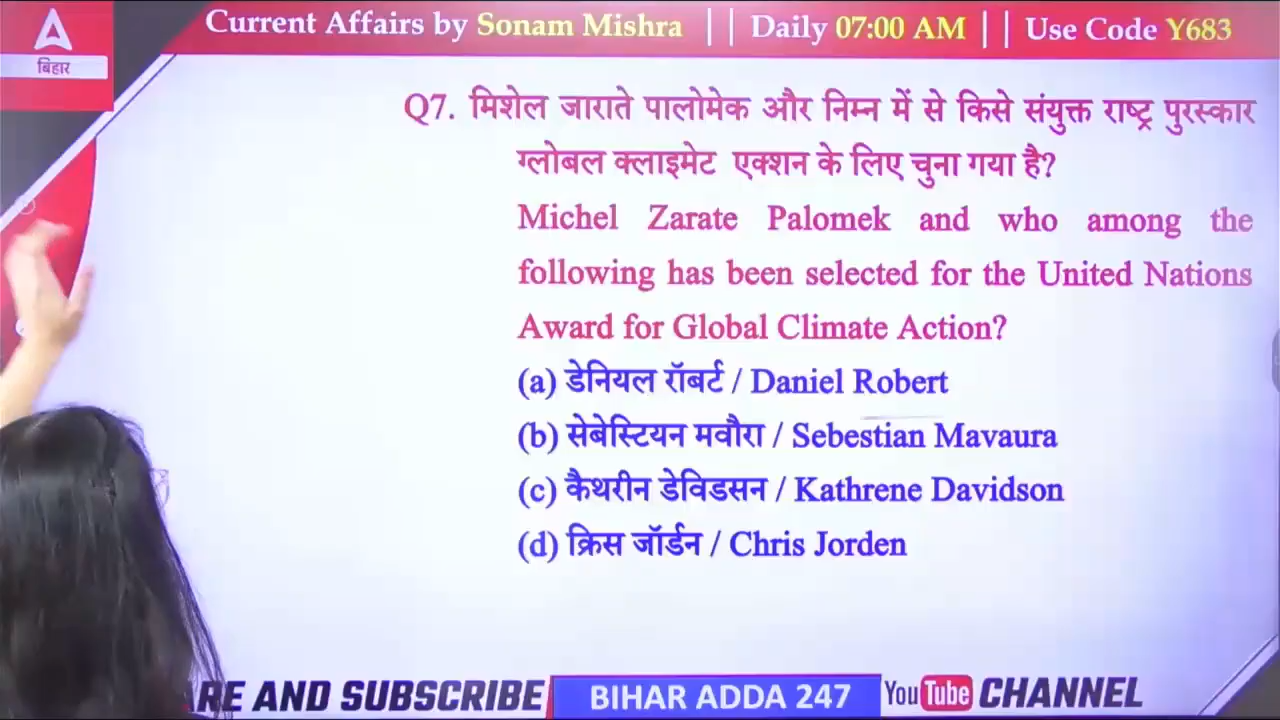 Current Affairs by Sonam Mishra || Daily 07:00 AM || Use Code Y683
बिहार
Q7. मिशेल जाराते पालोमेक और निम्न में से किसे संयुक्त राष्ट्र पुरस्कार
ग्लोबल क्लाइमेट एक्शन के लिए चुना गया है?
Michel Zarate Palomek and who among the
following has been selected for the United Nations
Award for Global Climate Action?
(a) डेनियल रॉबर्ट / Daniel Robert
(b) सेबेस्टियन मवौरा / Sebestian Mavaura
(c) कैथरीन डेविडसन / Kathrene Davidson
(d) क्रिस जॉर्डन / Chris Jorden
RE AND SUBSCRIBE BIHAR ADDA 247 YouTube CHANNEL